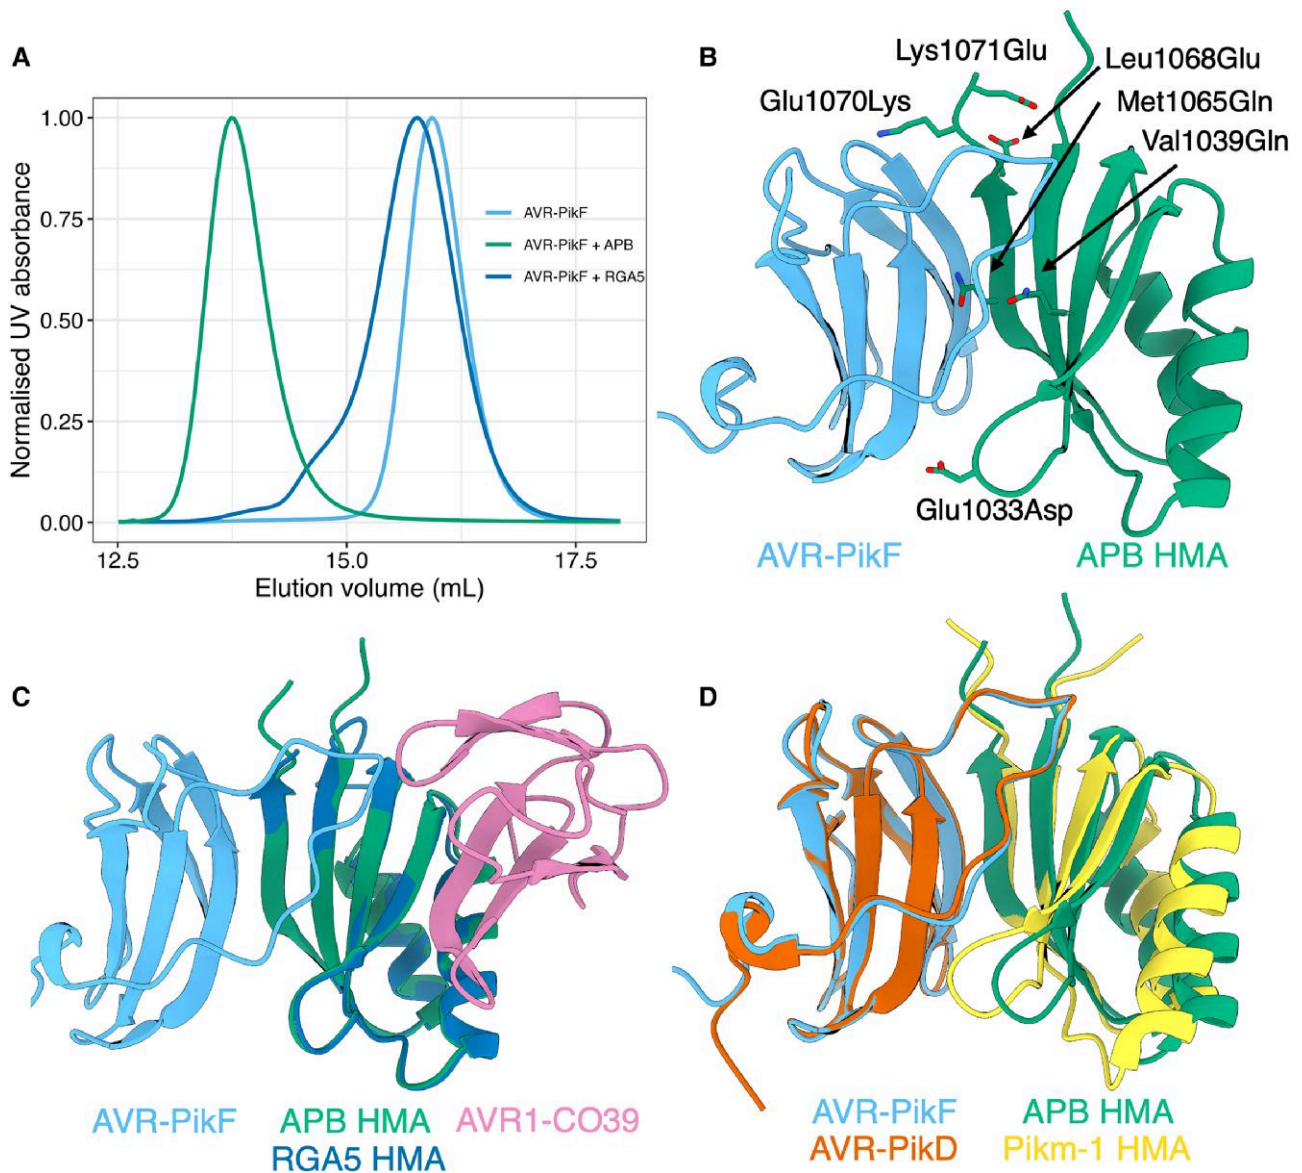 A
1.00
0.75
0.50
0.25
0.00
12.5
15.0
17.5
Normalised UV absorbance
Elution volume (mL)
AVR-PikF
AVR-PikF + APB
AVR-PikF + RGA5
B
Lys1071Glu
Leu1068Glu
Glu1070Lys
Met1065Gln
Val1039Gln
Glu1033Asp
AVR-PikF
APB HMA
C
AVR-PikF
APB HMA
AVR1-CO39
RGA5 HMA
D
AVR-PikF
APB HMA
AVR-PikD
Pikm-1 HMA